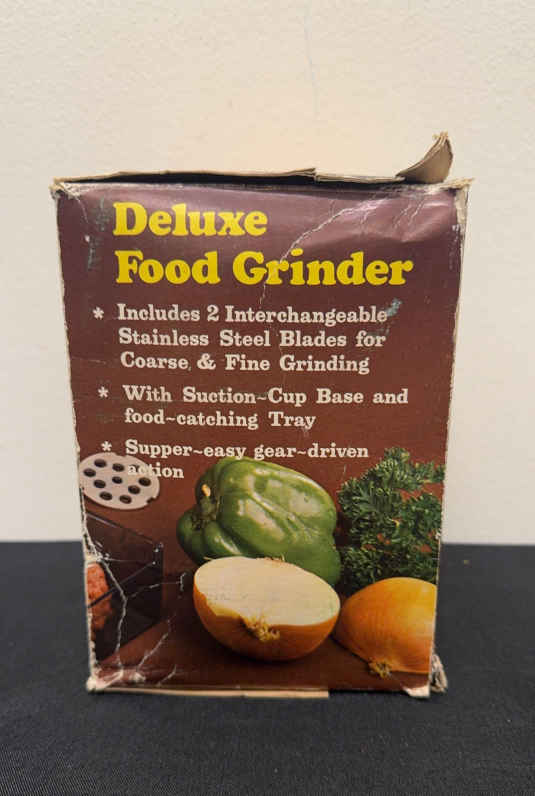 Deluxe
Food Grinder
* Includes 2 Interchangeable
Stainless Steel Blades for
Coarse & Fine Grinding
* With Suction~Cup Base and
food~catching Tray
* Supper~easy gear~driven
action